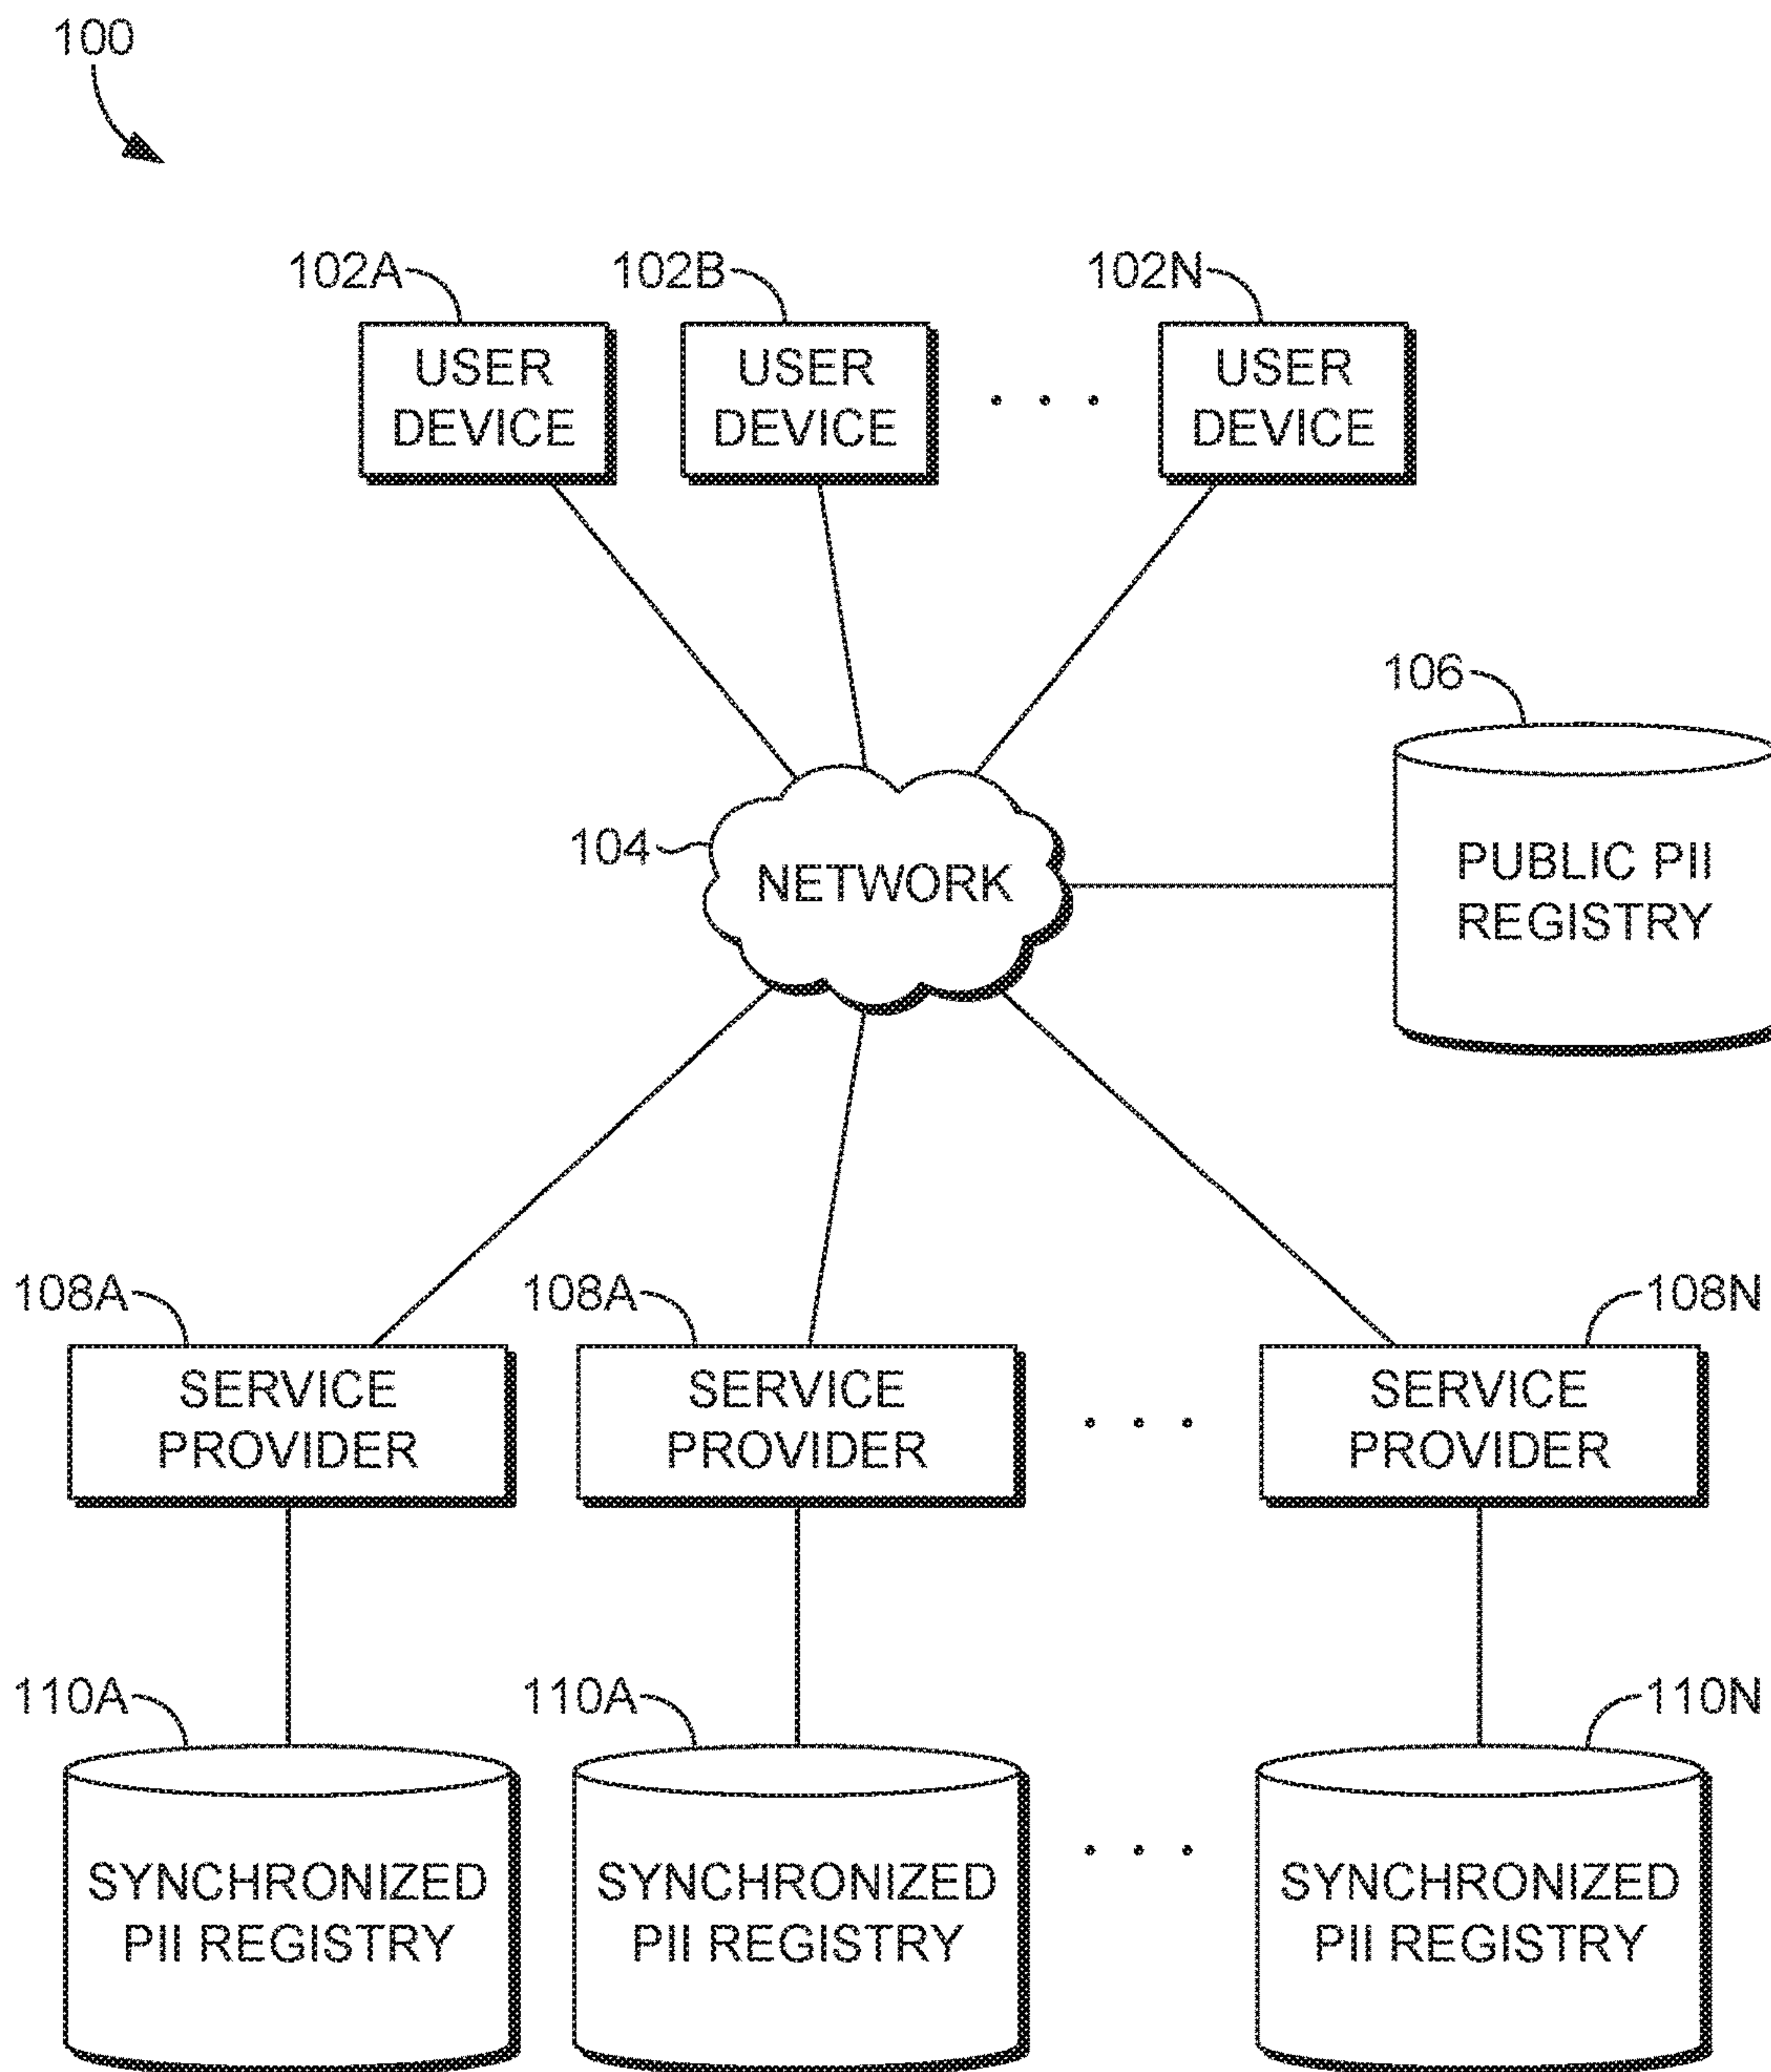 100
102A
102B
102N
USER
DEVICE
USER
DEVICE
USER
DEVICE
106
104
NETWORK
PUBLIC PII
REGISTRY
108A
108A
108N
SERVICE
PROVIDER
SERVICE
PROVIDER
SERVICE
PROVIDER
110A
110A
110N
SYNCHRONIZED
PII REGISTRY
SYNCHRONIZED
PII REGISTRY
SYNCHRONIZED
PII REGISTRY